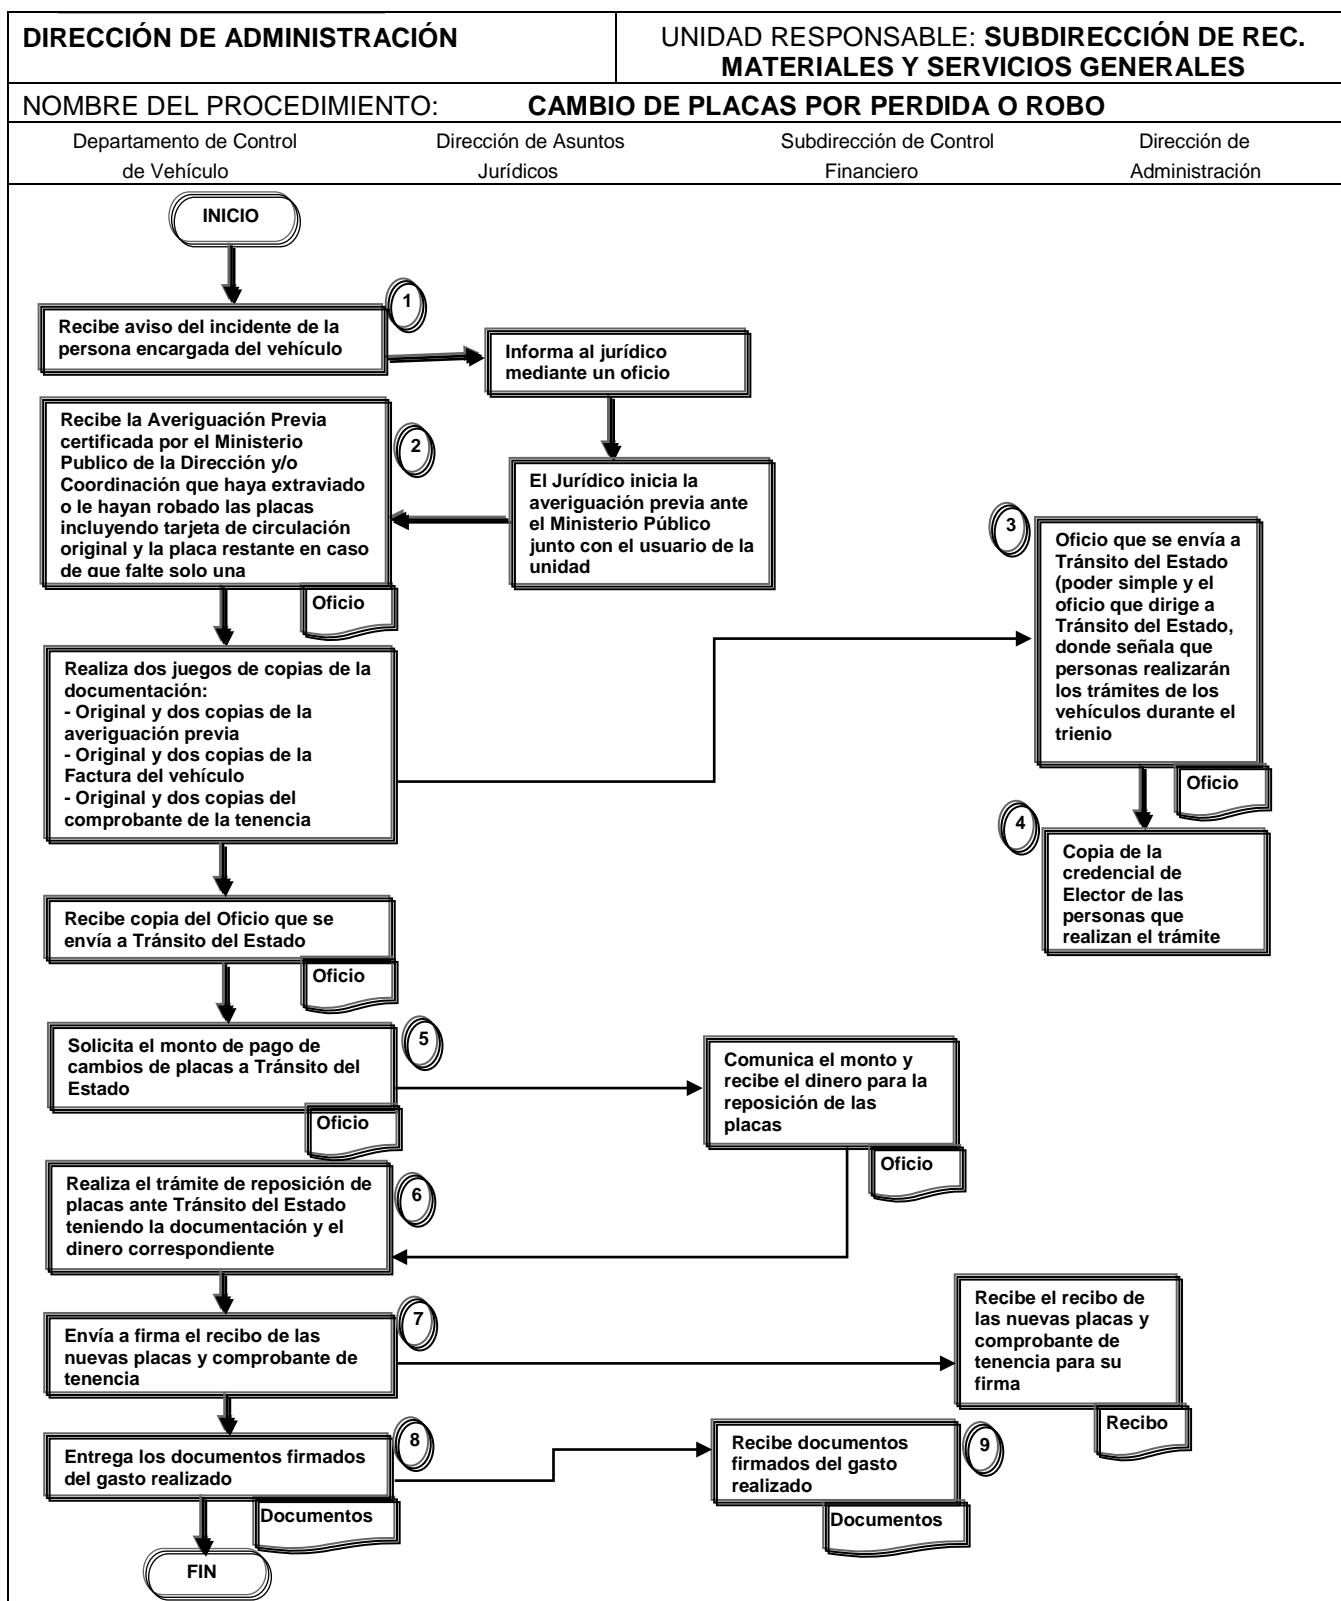 DIRECCIÓN DE ADMINISTRACIÓN
UNIDAD RESPONSABLE: SUBDIRECCIÓN DE REC.
MATERIALES Y SERVICIOS GENERALES
NOMBRE DEL PROCEDIMIENTO: CAMBIO DE PLACAS POR PERDIDA O ROBO
Departamento de Control
de Vehículo
Dirección de Asuntos
Jurídicos
Subdirección de Control
Financiero
Dirección de
Administración
INICIO
1
Recibe aviso del incidente de la
persona encargada del vehículo
Informa al jurídico
mediante un oficio
2
Recibe la Averiguación Previa
certificada por el Ministerio
Publico de la Dirección y/o
Coordinación que haya extraviado
o le hayan robado las placas
incluyendo tarjeta de circulación
original y la placa restante en caso
de que falte solo una
Oficio
El Jurídico inicia la
averiguación previa ante
el Ministerio Público
junto con el usuario de la
unidad
3
Oficio que se envía a
Tránsito del Estado
(poder simple y el
oficio que dirige a
Tránsito del Estado,
donde señala que
personas realizarán
los trámites de los
vehículos durante el
trienio
Oficio
Realiza dos juegos de copias de la
documentación:
- Original y dos copias de la
averiguación previa
- Original y dos copias de la
Factura del vehículo
- Original y dos copias del
comprobante de la tenencia
4
Copia de la
credencial de
Elector de las
personas que
realizan el trámite
Recibe copia del Oficio que se
envía a Tránsito del Estado
Oficio
5
Solicita el monto de pago de
cambios de placas a Tránsito del
Estado
Oficio
Comunica el monto y
recibe el dinero para la
reposición de las
placas
Oficio
6
Realiza el trámite de reposición de
placas ante Tránsito del Estado
teniendo la documentación y el
dinero correspondiente
7
Envía a firma el recibo de las
nuevas placas y comprobante de
tenencia
Recibe el recibo de
las nuevas placas y
comprobante de
tenencia para su
firma
Recibo
8
Entrega los documentos firmados
del gasto realizado
Documentos
9
Recibe documentos
firmados del gasto
realizado
Documentos
FIN